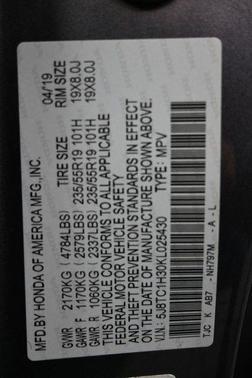 MFD.BY HONDA OF AMERICA MFG.,INC. 04/19
TIRE SIZE RIM SIZE
GVWR 2170KG (4784LBS)
GAWR F 1170KG (2579LBS) 235/55R19 101H 19X8.0J
GAWR R 1060KG (2337LBS) 235/55R19 101H 19X8.0J
THIS VEHICLE CONFORMS TO ALL APPLICABLE
FEDERAL MOTOR VEHICLE SAFETY
AND THEFT PREVENTION STANDARDS IN EFFECT
ON THE DATE OF MANUFACTURE SHOWN ABOVE.
V.I.N.: 5J8TC1H30KL025430 TYPE: MPV
TJC K AB7 - NH797M - A - L